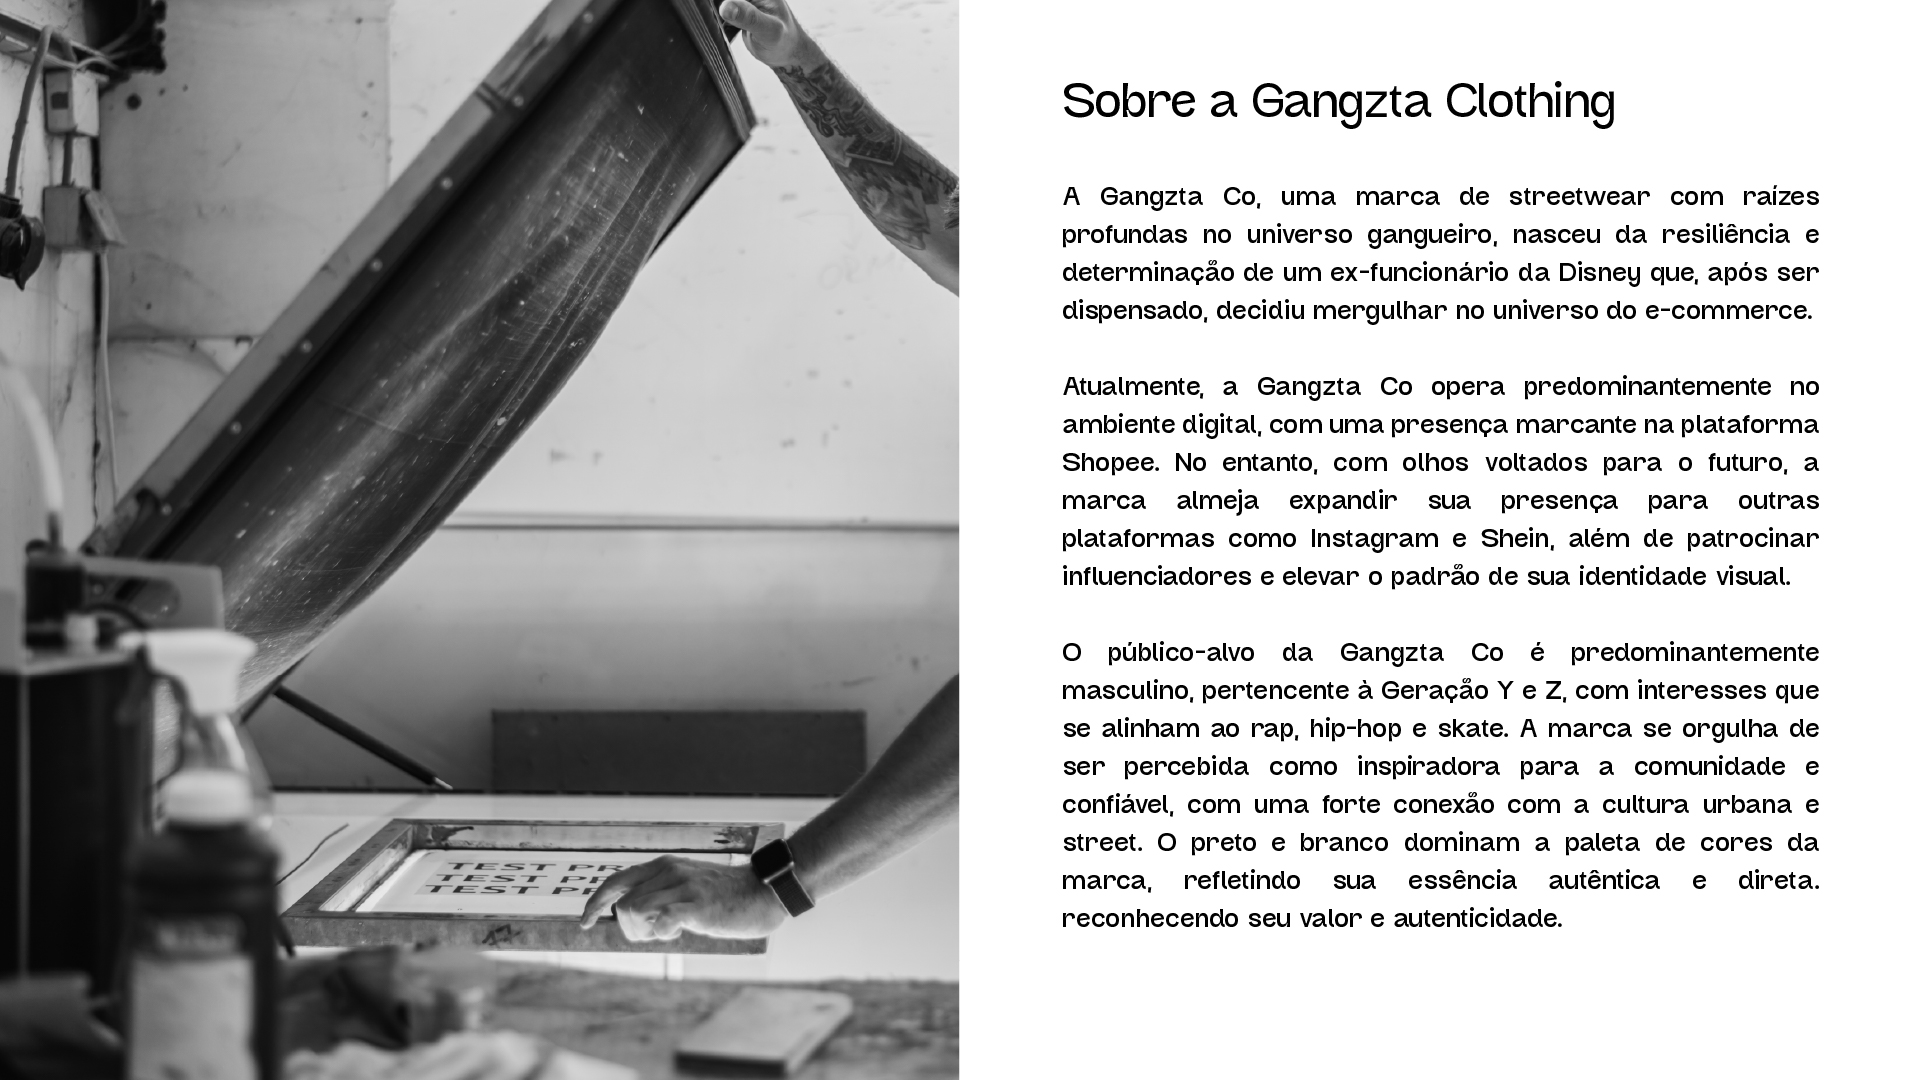 Sobre a Gangzta Clothing
A Gangzta Co, uma marca de streetwear com raízes
profundas no universo gangueiro, nasceu da resiliência e
determinação de um ex-funcionário da Disney que, após ser
dispensado, decidiu mergulhar no universo do e-commerce.
Atualmente, a Gangzta Co opera predominantemente no
ambiente digital, com uma presença marcante na plataforma
Shopee. No entanto, com olhos voltados para o futuro, a
marca almeja expandir sua presença para outras
plataformas como Instagram e Shein, além de patrocinar
influenciadores e elevar o padrão de sua identidade visual.
O público-alvo da Gangzta Co é predominantemente
masculino, pertencente à Geração Y e Z, com interesses que
se alinham ao rap, hip-hop e skate. A marca se orgulha de
ser percebida como inspiradora para a comunidade e
confiável, com uma forte conexão com a cultura urbana e
street. O preto e branco dominam a paleta de cores da
marca, refletindo sua essência autêntica e direta.
reconhecendo seu valor e autenticidade.
TEST PR
TEST PR
TEST PR